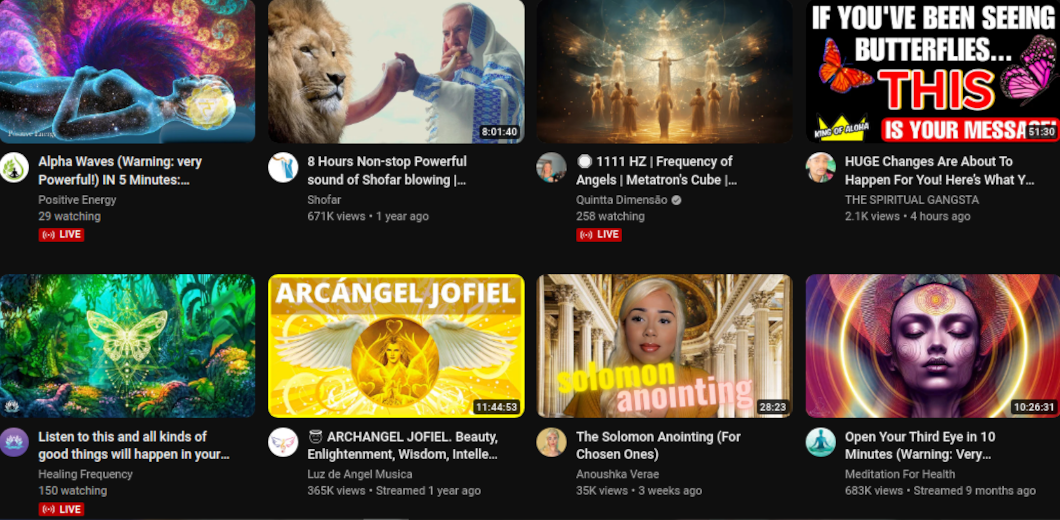 Positive Energy
8:01:40
IF YOU'VE BEEN SEEING
BUTTERFLIES...
THIS
KING OF ALOHA
IS YOUR MESSAGE
51:30
Alpha Waves (Warning: very
Powerful!) IN 5 Minutes:...
Positive Energy
29 watching
LIVE
8 Hours Non-stop Powerful
sound of Shofar blowing |...
Shofar
671K views • 1 year ago
1111 HZ | Frequency of
Angels | Metatron's Cube |...
Quintta Dimensão
258 watching
LIVE
HUGE Changes Are About To
Happen For You! Here's What Y...
THE SPIRITUAL GANGSTA
2.1K views • 4 hours ago
ARCÁNGEL JOFIEL
11:44:53
solomon
anointing
28:23
10:26:31
Listen to this and all kinds of
good things will happen in your...
Healing Frequency
150 watching
LIVE
ARCHANGEL JOFIEL. Beauty,
Enlightenment, Wisdom, Intelle...
Luz de Angel Musica
365K views • Streamed 1 year ago
The Solomon Anointing (For
Chosen Ones)
Anoushka Verae
35K views • 3 weeks ago
Open Your Third Eye in 10
Minutes (Warning: Very...
Meditation For Health
683K views • Streamed 9 months ago